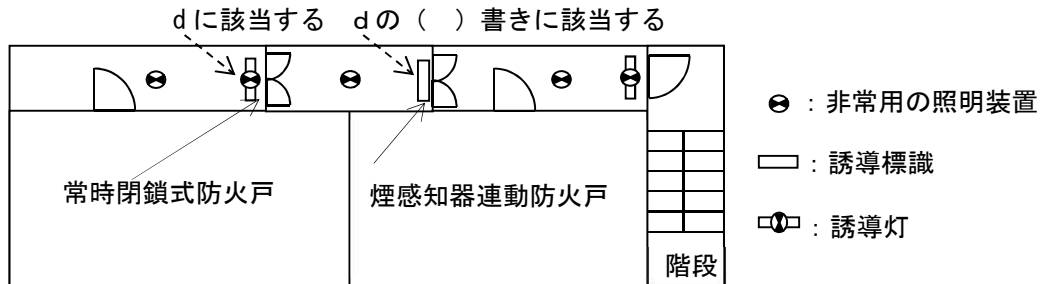 dに該当する dの( )書きに該当する
:非常用の照明装置
:誘導標識
常時閉鎖式防火戸 煙感知器連動防火戸
:誘導灯
階段